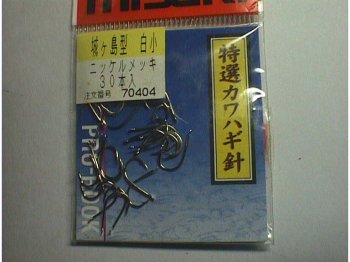 城ヶ島型 白小
ニッケルメッキ
30本入
注文番号 70404
特選カワハギ針
PRO-HOOK